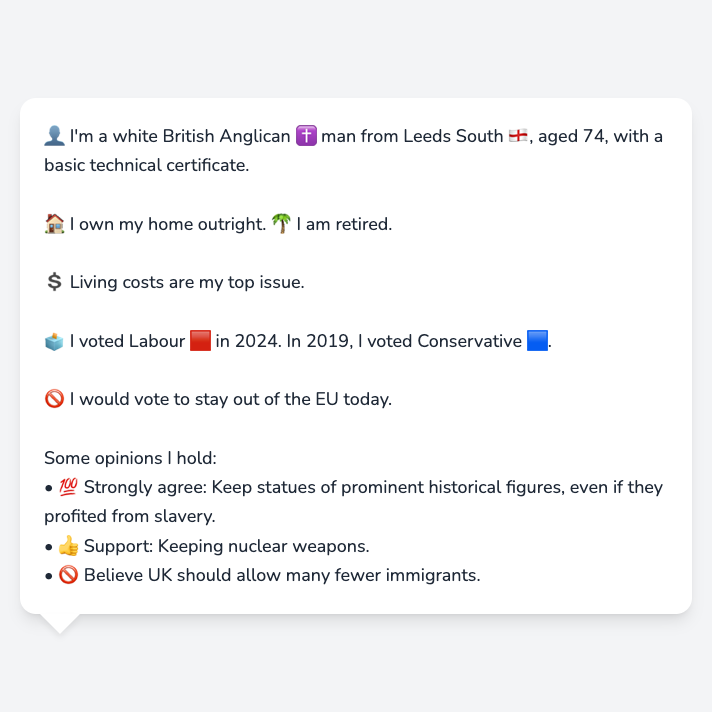 👤 I'm a white British Anglican ✝️ man from Leeds South 🏴󠁧󠁢󠁥󠁮󠁧󠁿, aged 74, with a
basic technical certificate.
🏠 I own my home outright. 🌴 I am retired.
💲 Living costs are my top issue.
🗳️ I voted Labour 🟥 in 2024. In 2019, I voted Conservative 🟦.
🚫 I would vote to stay out of the EU today.
Some opinions I hold:
• 💯 Strongly agree: Keep statues of prominent historical figures, even if they
profited from slavery.
• 👍 Support: Keeping nuclear weapons.
• 🚫 Believe UK should allow many fewer immigrants.